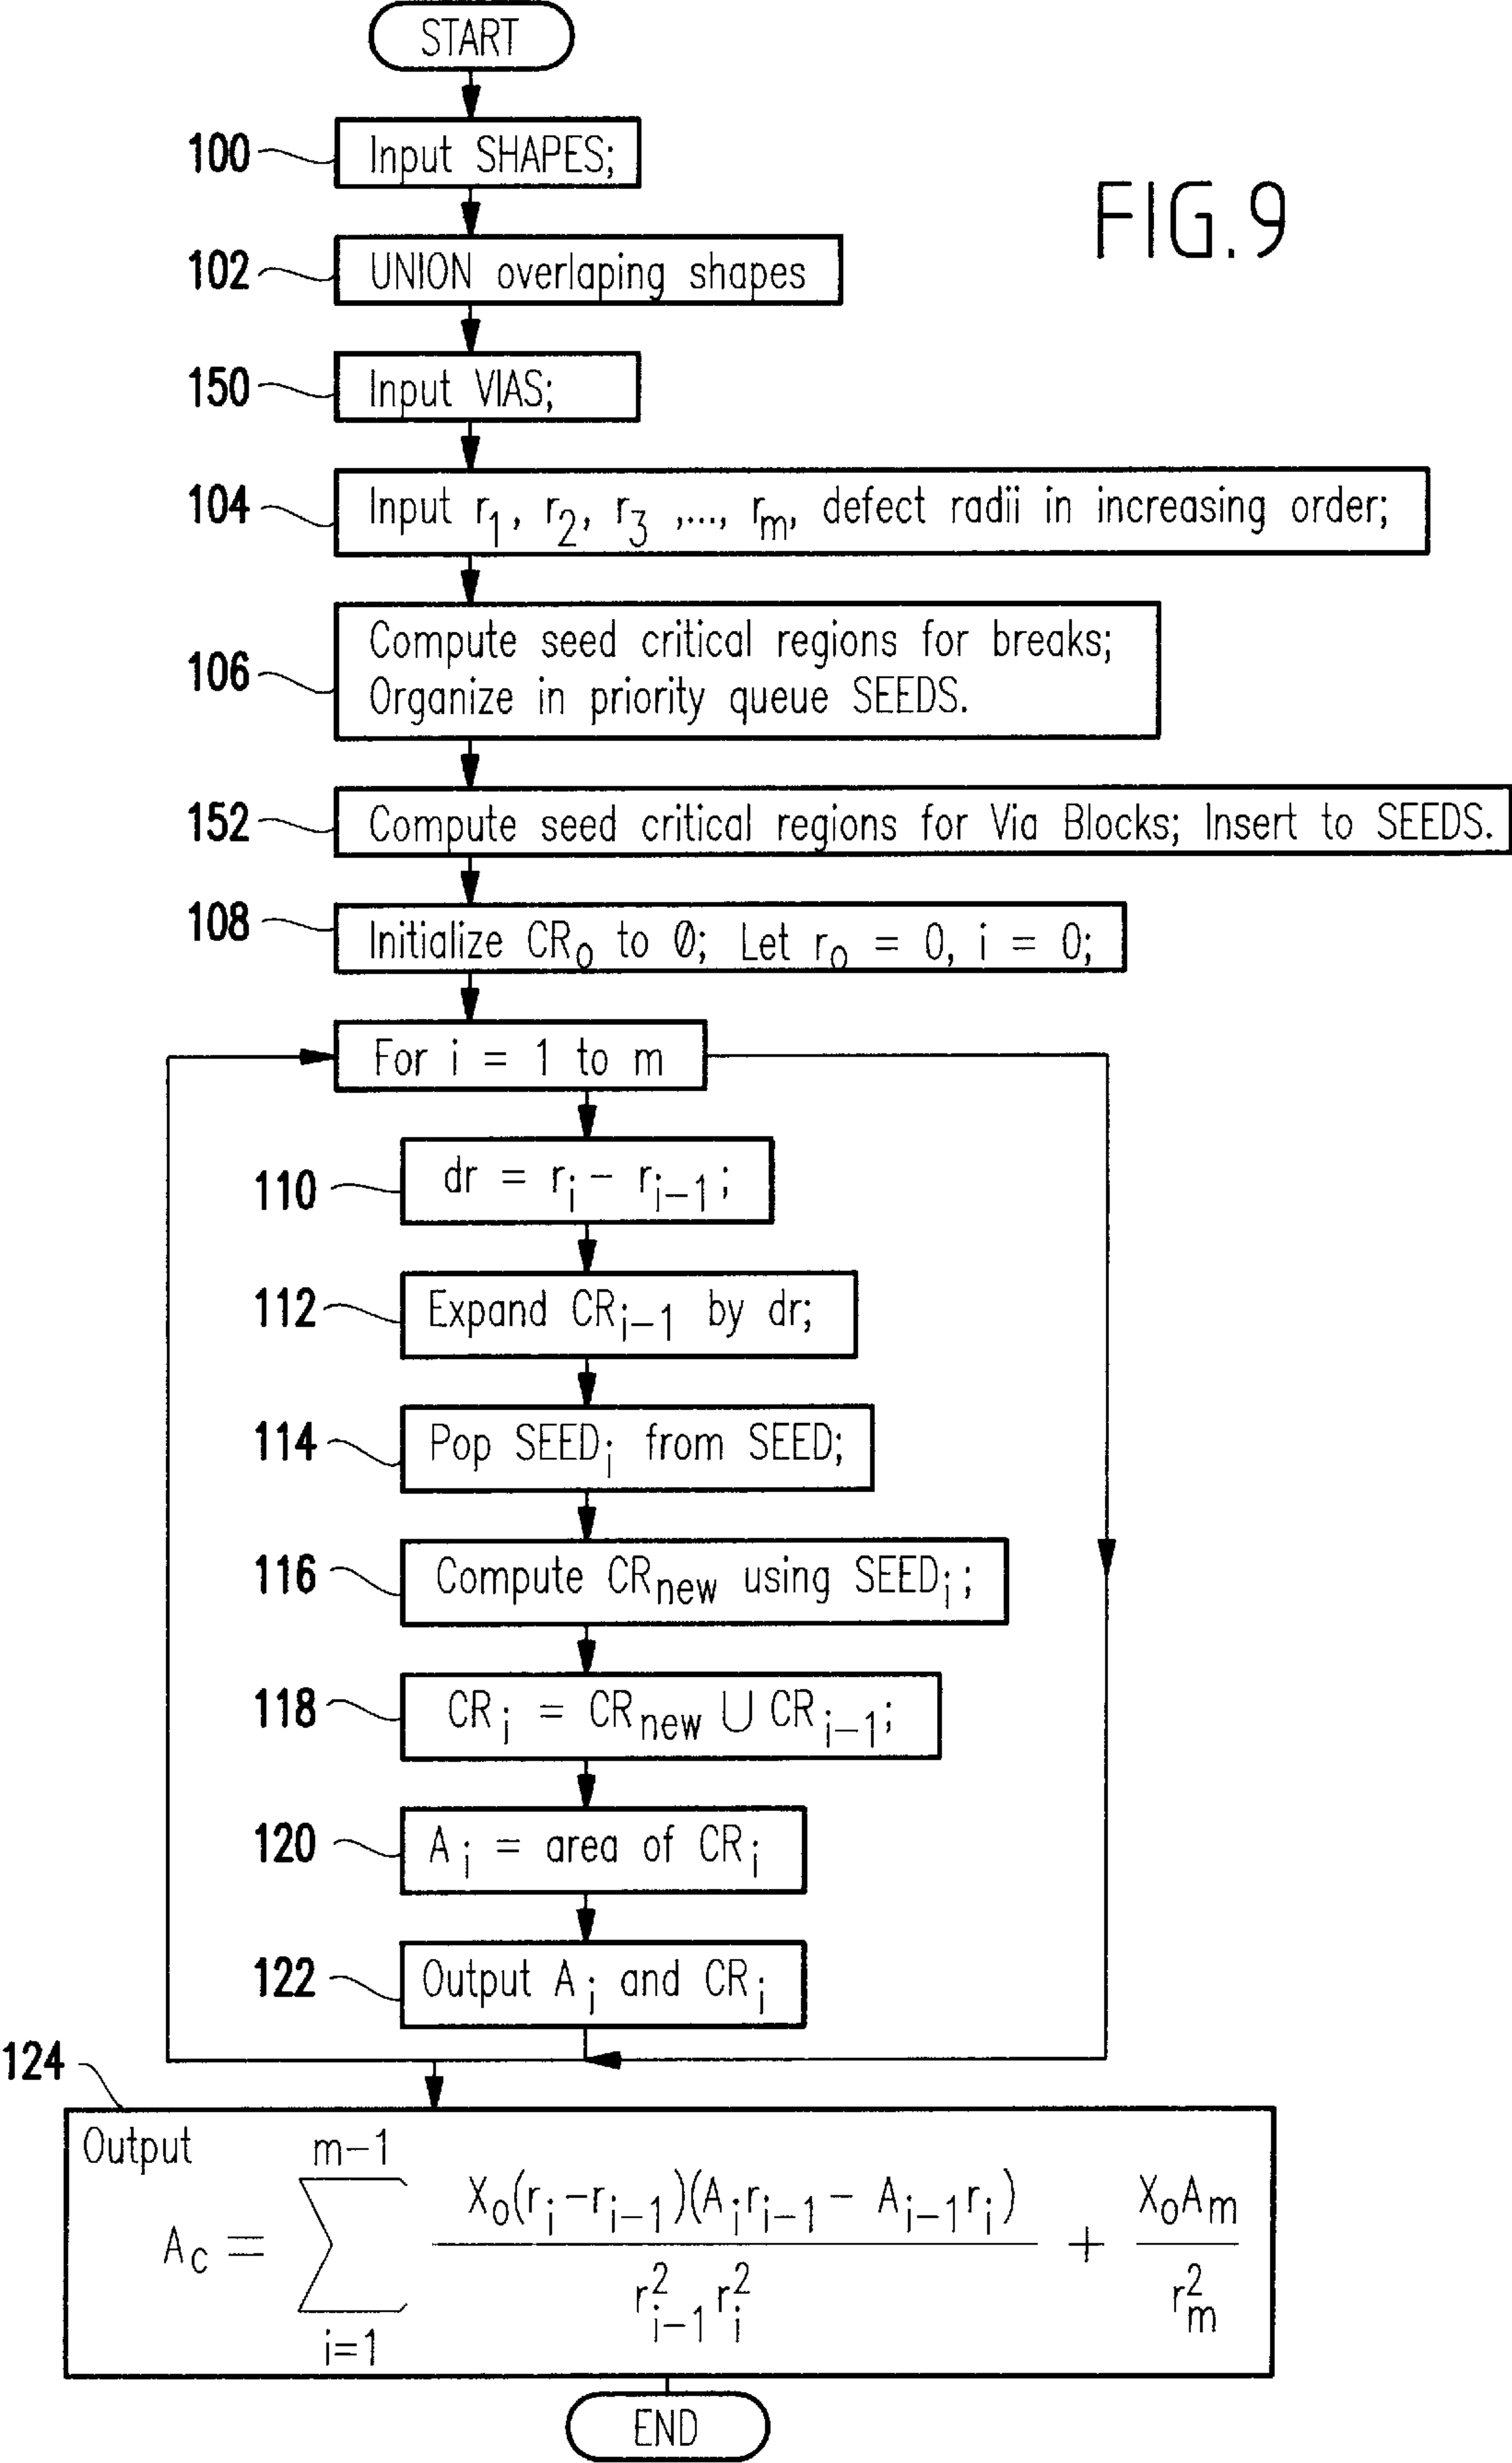 START
FIG.9
100 Input SHAPES;
102 UNION overlaping shapes
150 Input VIAS;
104 Input r₁, r₂, r₃ ,..., rₘ, defect radii in increasing order;
106 Compute seed critical regions for breaks;
Organize in priority queue SEEDS.
152 Compute seed critical regions for Via Blocks; Insert to SEEDS.
108 Initialize CR₀ to Ø; Let r₀ = 0, i = 0;
For i = 1 to m
110 dr = rᵢ − rᵢ₋₁;
112 Expand CRᵢ₋₁ by dr;
114 Pop SEEDᵢ from SEED;
116 Compute CR_new using SEEDᵢ;
118 CRᵢ = CR_new ∪ CRᵢ₋₁;
120 Aᵢ = area of CRᵢ
122 Output Aᵢ and CRᵢ
124
Output
A_c = ∑_{i=1}^{m−1} X₀(rᵢ−rᵢ₋₁)(Aᵢrᵢ₋₁ − Aᵢ₋₁rᵢ) / r²ᵢ₋₁ r²ᵢ + X₀Aₘ / r²ₘ
END